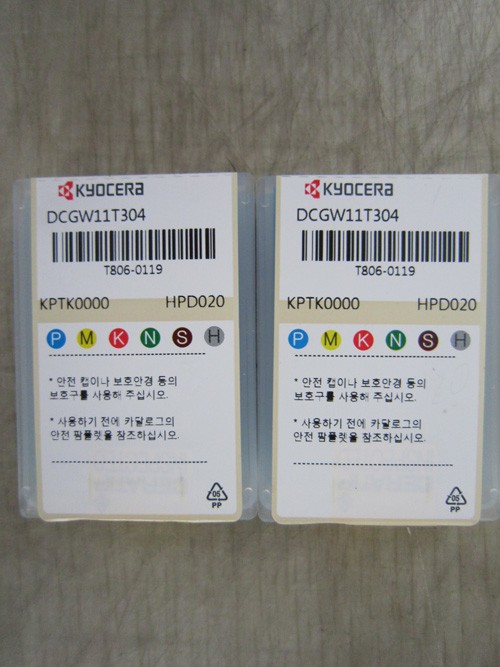 KYOCERA
DCGW11T304
T806-0119
KPTK0000 HPD020
P M K N S H
* 안전 컵이나 보호안경 등의
보호구를 사용해 주십시오.
* 사용하기 전에 카달로그의
안전 팜플렛을 참조하십시오.
05
PP
KYOCERA
DCGW11T304
T806-0119
KPTK0000 HPD020
P M K N S H
* 안전 컵이나 보호안경 등의
보호구를 사용해 주십시오.
* 사용하기 전에 카달로그의
안전 팜플렛을 참조하십시오.
05
PP